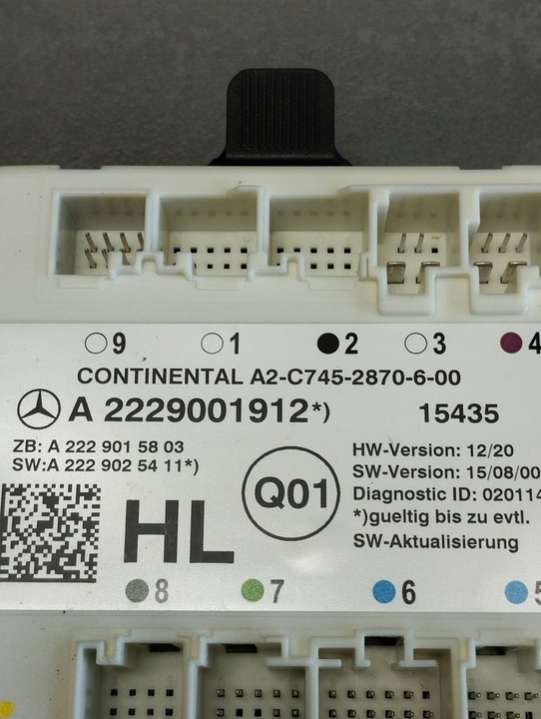 9 1 2 3 4
CONTINENTAL A2-C745-2870-6-00
A 2229001912*) 15435
ZB: A 222 901 58 03
SW:A 222 902 54 11*)
HW-Version: 12/20
SW-Version: 15/08/00
Diagnostic ID: 020114
*)gueltig bis zu evtl.
SW-Aktualisierung
Q01
HL
8 7 6 5